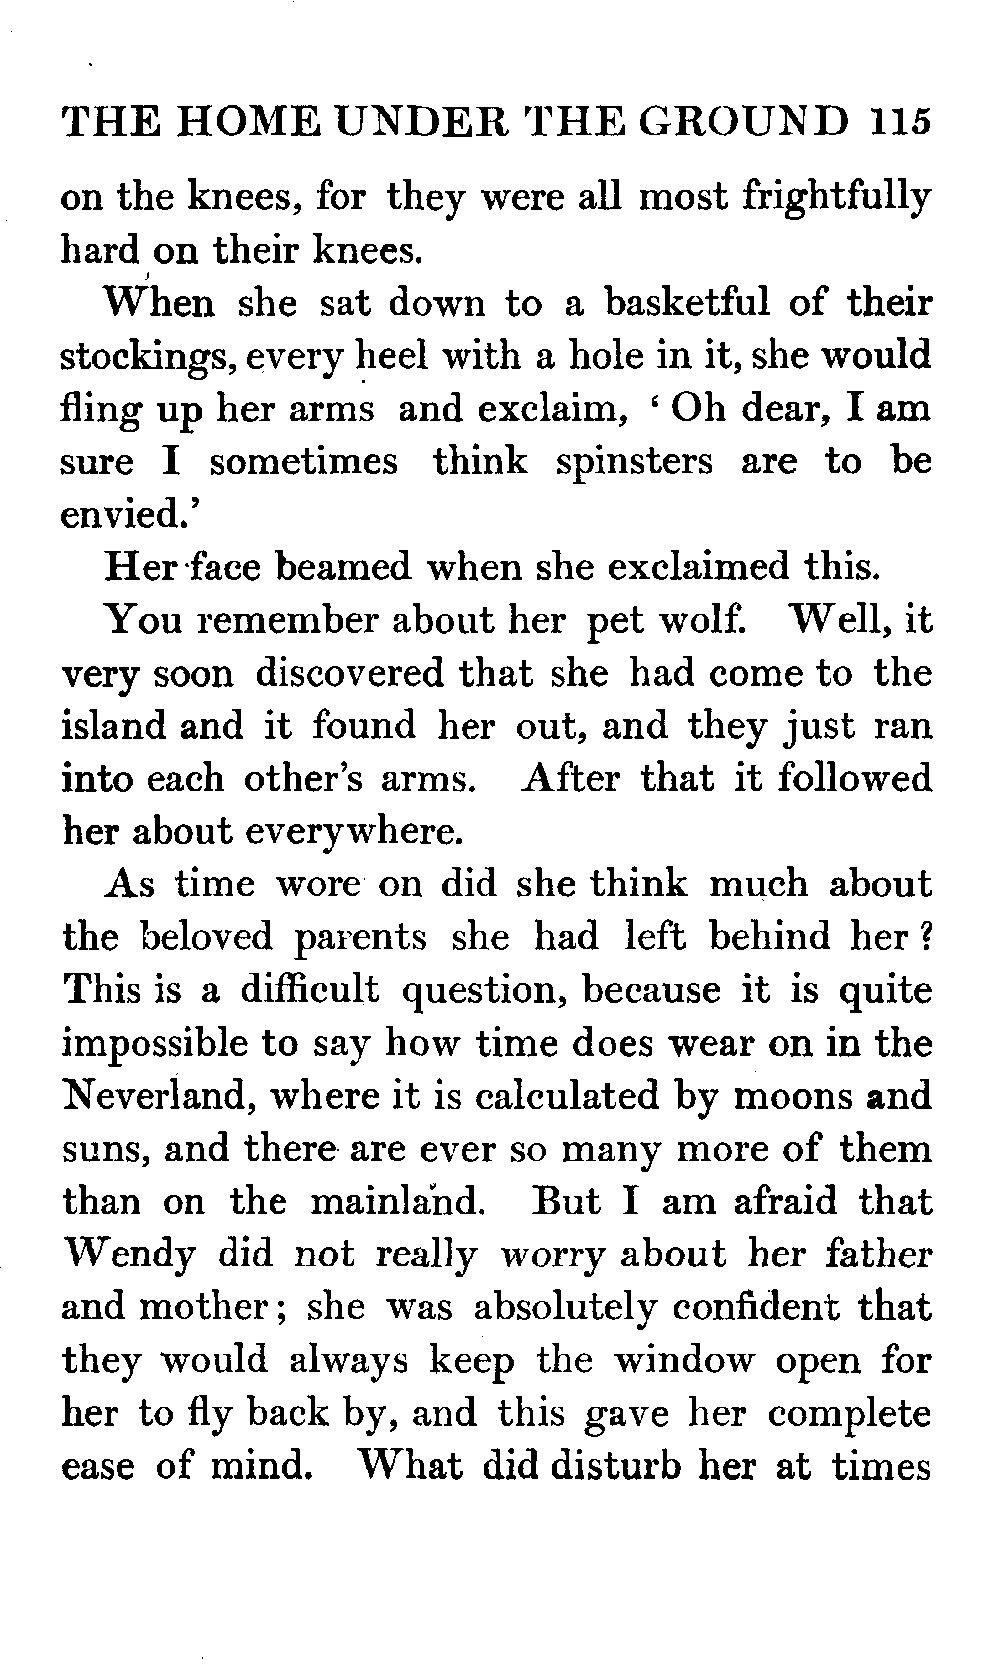 THE HOME UNDER THE GROUND 115
on the knees, for they were all most frightfully
hard on their knees.
When she sat down to a basketful of their
stockings, every heel with a hole in it, she would
fling up her arms and exclaim, ‘ Oh dear, I am
sure I sometimes think spinsters are to be
envied.’
Her face beamed when she exclaimed this.
You remember about her pet wolf. Well, it
very soon discovered that she had come to the
island and it found her out, and they just ran
into each other’s arms. After that it followed
her about everywhere.
As time wore on did she think much about
the beloved parents she had left behind her ?
This is a difficult question, because it is quite
impossible to say how time does wear on in the
Neverland, where it is calculated by moons and
suns, and there are ever so many more of them
than on the mainland. But I am afraid that
Wendy did not really worry about her father
and mother ; she was absolutely confident that
they would always keep the window open for
her to fly back by, and this gave her complete
ease of mind. What did disturb her at times